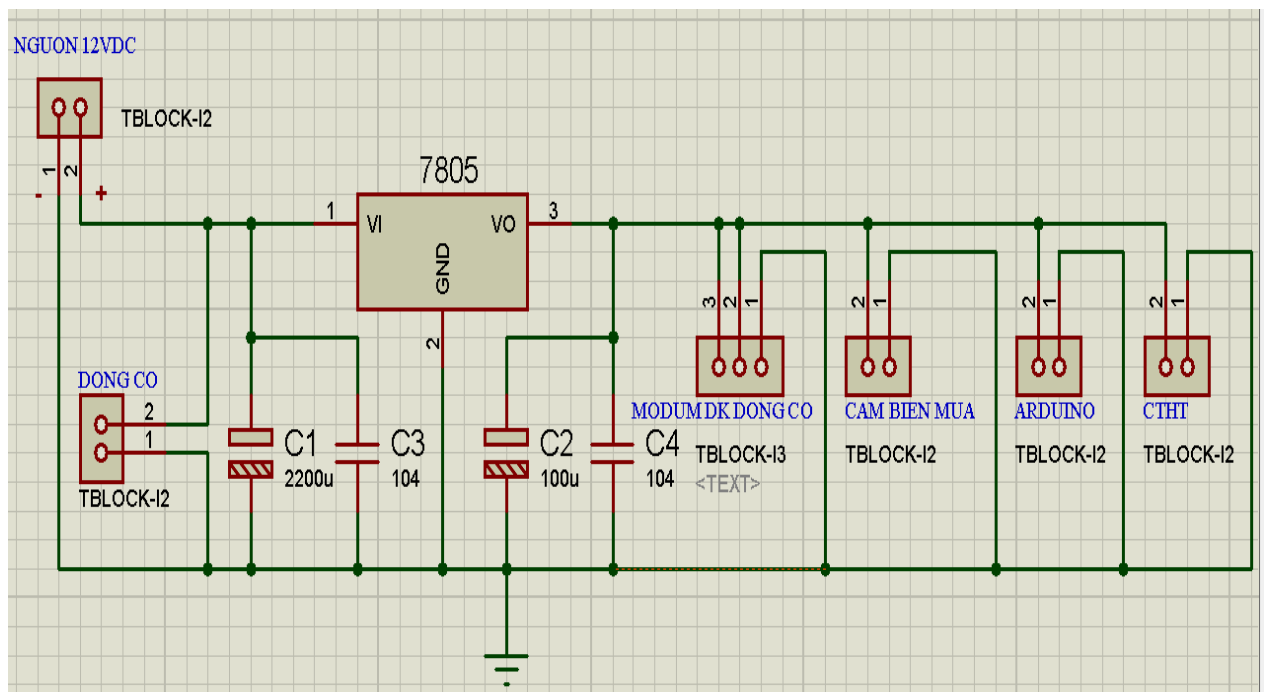 NGUON 12VDC
TBLOCK-I2
1
2
-
+
7805
1
VI
VO
3
GND
2
DONG CO
2
1
TBLOCK-I2
C1
2200u
C3
104
C2
100u
C4
104
3
2
1
MODUM DK DONG CO
TBLOCK-I3
<TEXT>
2
1
CAM BIEN MUA
TBLOCK-I2
2
1
ARDUINO
TBLOCK-I2
2
1
CTHT
TBLOCK-I2